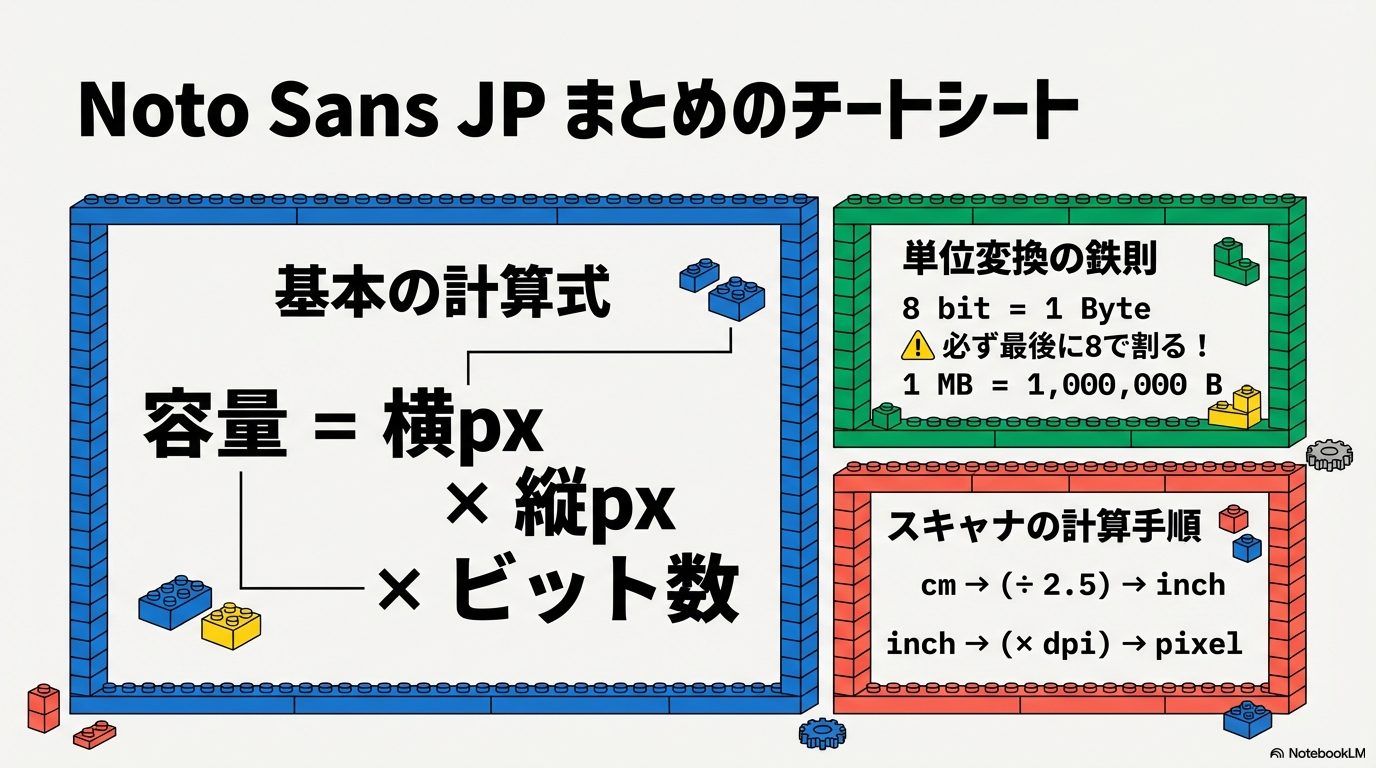 Noto Sans JP まとめのチートシート
基本の計算式
容量 = 横px
× 縦px
× ビット数
単位変換の鉄則
8 bit = 1 Byte
必ず最後に8で割る！
1 MB = 1,000,000 B
スキャナの計算手順
cm → (÷ 2.5) → inch
inch → (× dpi) → pixel
NotebookLM